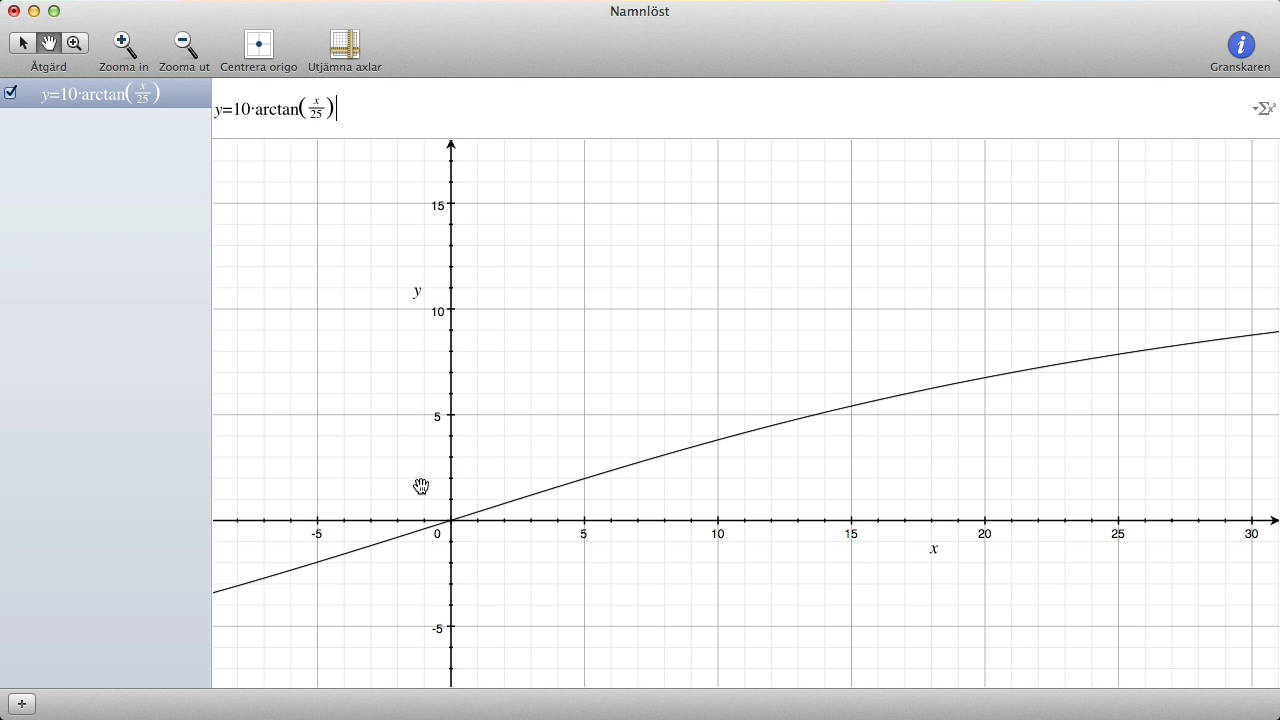 Namnlöst
Åtgärd Zooma in Zooma ut Centrera origo Utjämna axlar Granskaren
y=10·arctan(x/25)
y=10·arctan(x/25)
Σx²
15
y
10
5
-5 0 5 10 15 20 25 30
x
-5